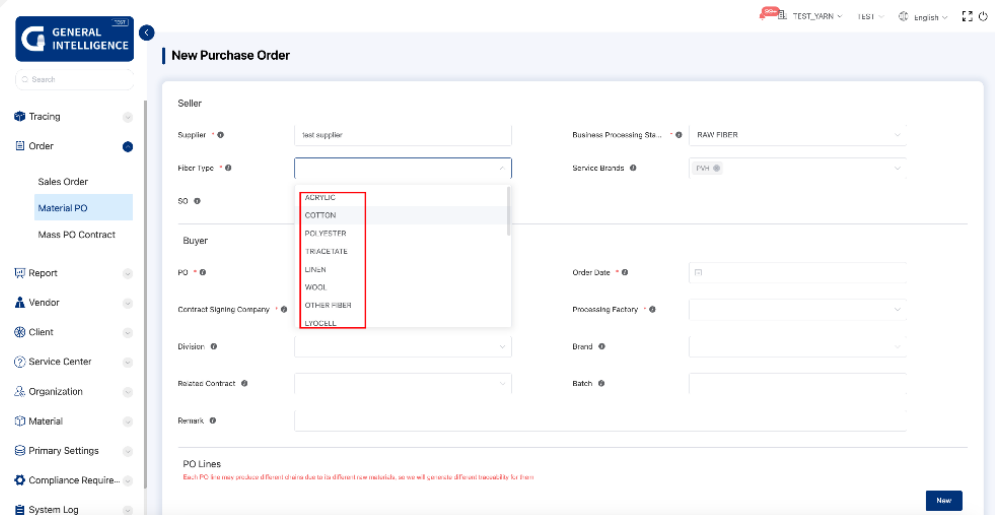 TEST
GENERAL
INTELLIGENCE
99+
TEST_YARN
TEST
English
Search
New Purchase Order
Tracing
Order
Sales Order
Material PO
Mass PO Contract
Report
Vendor
Client
Service Center
Organization
Material
Primary Settings
Compliance Require...
System Log
Seller
Supplier *
test supplier
Business Processing Sta... *
RAW FIBER
Fiber Type *
Service Brands
PVH
SO
ACRYLIC
COTTON
POLYESTER
TRIACETATE
LINEN
WOOL
OTHER FIBER
LYOCELL
Buyer
PO *
Order Date *
Contract Signing Company *
Processing Factory *
Division
Brand
Related Contract
Batch
Remark
PO Lines
Each PO line may produce different chains due to its different raw materials, so we will generate different traceability for them
New